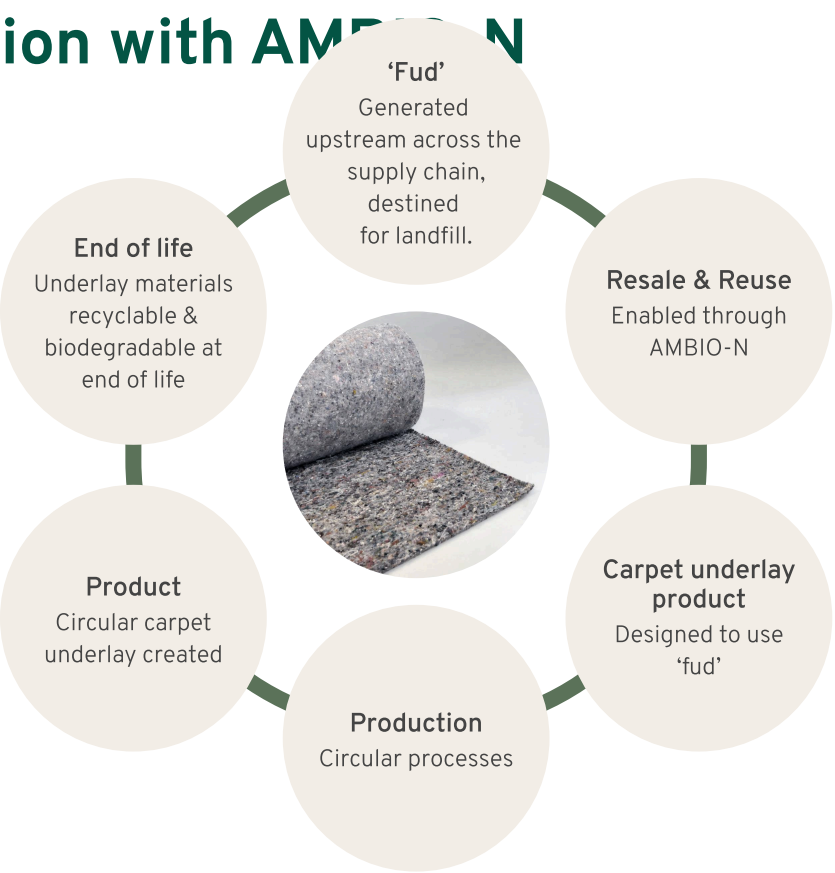 ion with AMBIO-N
‘Fud’
Generated
upstream across the
supply chain,
destined
for landfill.
Resale & Reuse
Enabled through
AMBIO-N
Carpet underlay
product
Designed to use
‘fud’
Production
Circular processes
Product
Circular carpet
underlay created
End of life
Underlay materials
recyclable &
biodegradable at
end of life